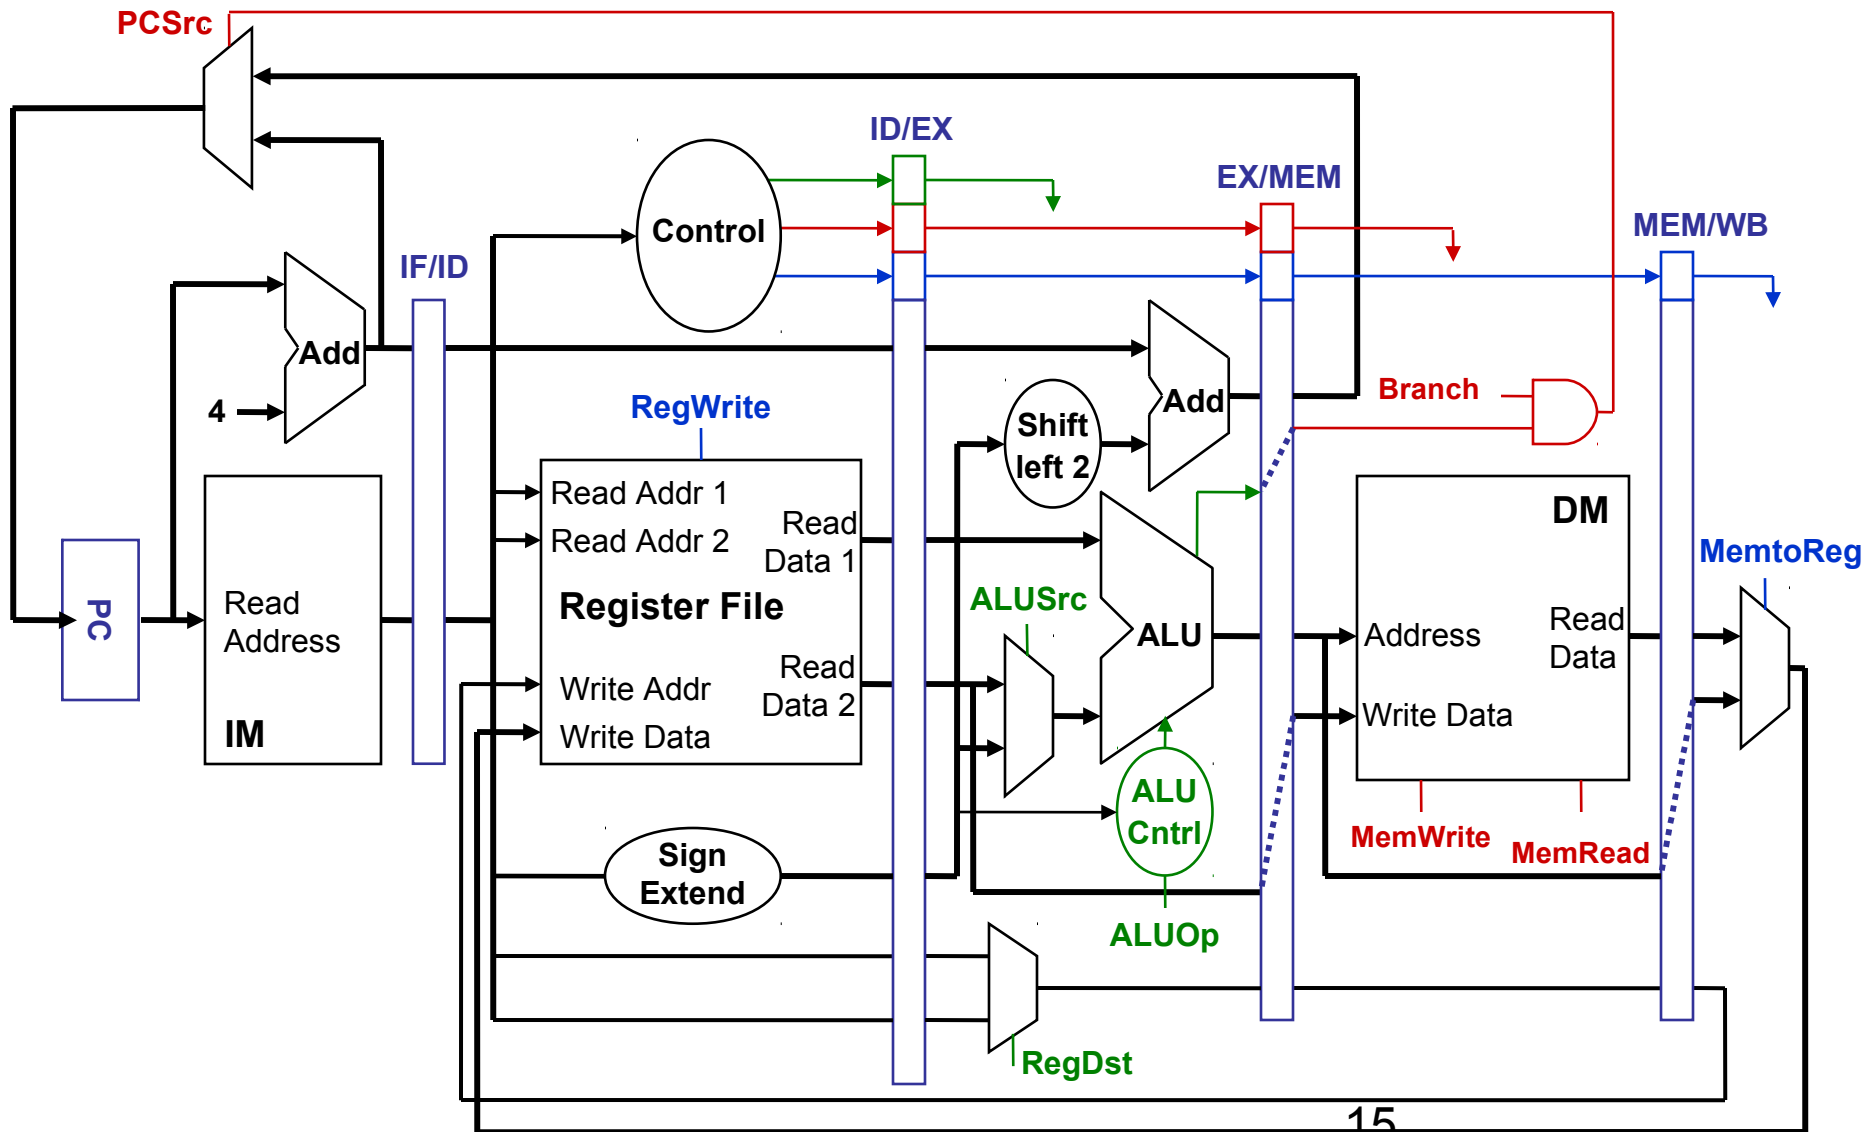 PCSrc
ID/EX
EX/MEM
MEM/WB
Control
IF/ID
Add
4
RegWrite
Shift
left 2
Add
Branch
Read Addr 1
Read Addr 2
Read
Data 1
Register File
Write Addr
Write Data
Read
Data 2
PC
Read
Address
IM
ALUSrc
ALU
DM
Address
Read
Data
Write Data
MemtoReg
ALU
Cntrl
MemWrite
MemRead
Sign
Extend
ALUOp
RegDst
15